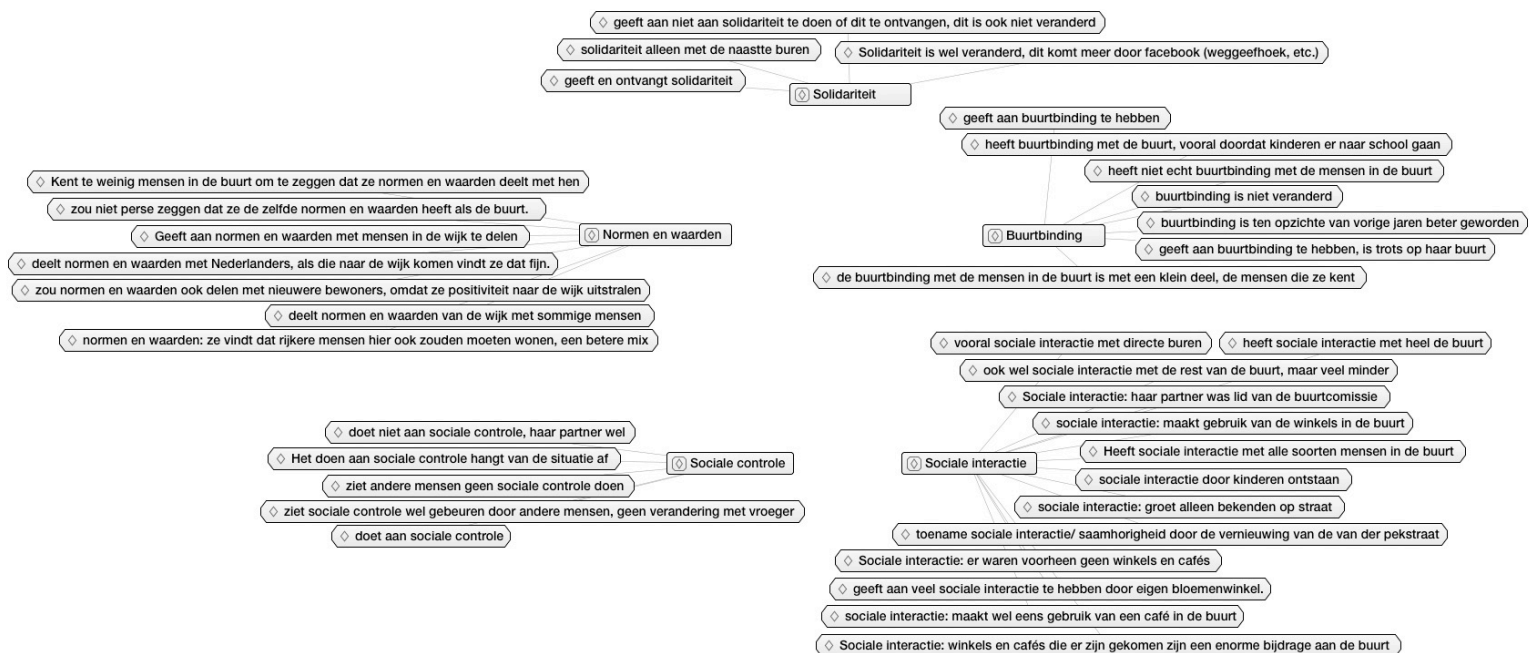 geeft aan niet aan solidariteit te doen of dit te ontvangen, dit is ook niet veranderd
solidariteit alleen met de naastte buren
Solidariteit is wel veranderd, dit komt meer door facebook (weggeefhoek, etc.)
geeft en ontvangt solidariteit
Solidariteit
geeft aan buurtbinding te hebben
heeft buurtbinding met de buurt, vooral doordat kinderen er naar school gaan
heeft niet echt buurtbinding met de mensen in de buurt
buurtbinding is niet veranderd
buurtbinding is ten opzichte van vorige jaren beter geworden
Buurtbinding
geeft aan buurtbinding te hebben, is trots op haar buurt
de buurtbinding met de mensen in de buurt is met een klein deel, de mensen die ze kent
Kent te weinig mensen in de buurt om te zeggen dat ze normen en waarden deelt met hen
zou niet perse zeggen dat ze de zelfde normen en waarden heeft als de buurt.
Geeft aan normen en waarden met mensen in de wijk te delen
Normen en waarden
deelt normen en waarden met Nederlanders, als die naar de wijk komen vindt ze dat fijn.
zou normen en waarden ook delen met nieuwere bewoners, omdat ze positiviteit naar de wijk uitstralen
deelt normen en waarden van de wijk met sommige mensen
normen en waarden: ze vindt dat rijkere mensen hier ook zouden moeten wonen, een betere mix
doet niet aan sociale controle, haar partner wel
Het doen aan sociale controle hangt van de situatie af
Sociale controle
ziet andere mensen geen sociale controle doen
ziet sociale controle wel gebeuren door andere mensen, geen verandering met vroeger
doet aan sociale controle
vooral sociale interactie met directe buren
heeft sociale interactie met heel de buurt
ook wel sociale interactie met de rest van de buurt, maar veel minder
Sociale interactie: haar partner was lid van de buurtcomissie
sociale interactie: maakt gebruik van de winkels in de buurt
Heeft sociale interactie met alle soorten mensen in de buurt
Sociale interactie
sociale interactie door kinderen ontstaan
sociale interactie: groet alleen bekenden op straat
toename sociale interactie/ saamhorigheid door de vernieuwing van de van der pekstraat
Sociale interactie: er waren voorheen geen winkels en cafés
geeft aan veel sociale interactie te hebben door eigen bloemenwinkel.
sociale interactie: maakt wel eens gebruik van een café in de buurt
Sociale interactie: winkels en cafés die er zijn gekomen zijn een enorme bijdrage aan de buurt